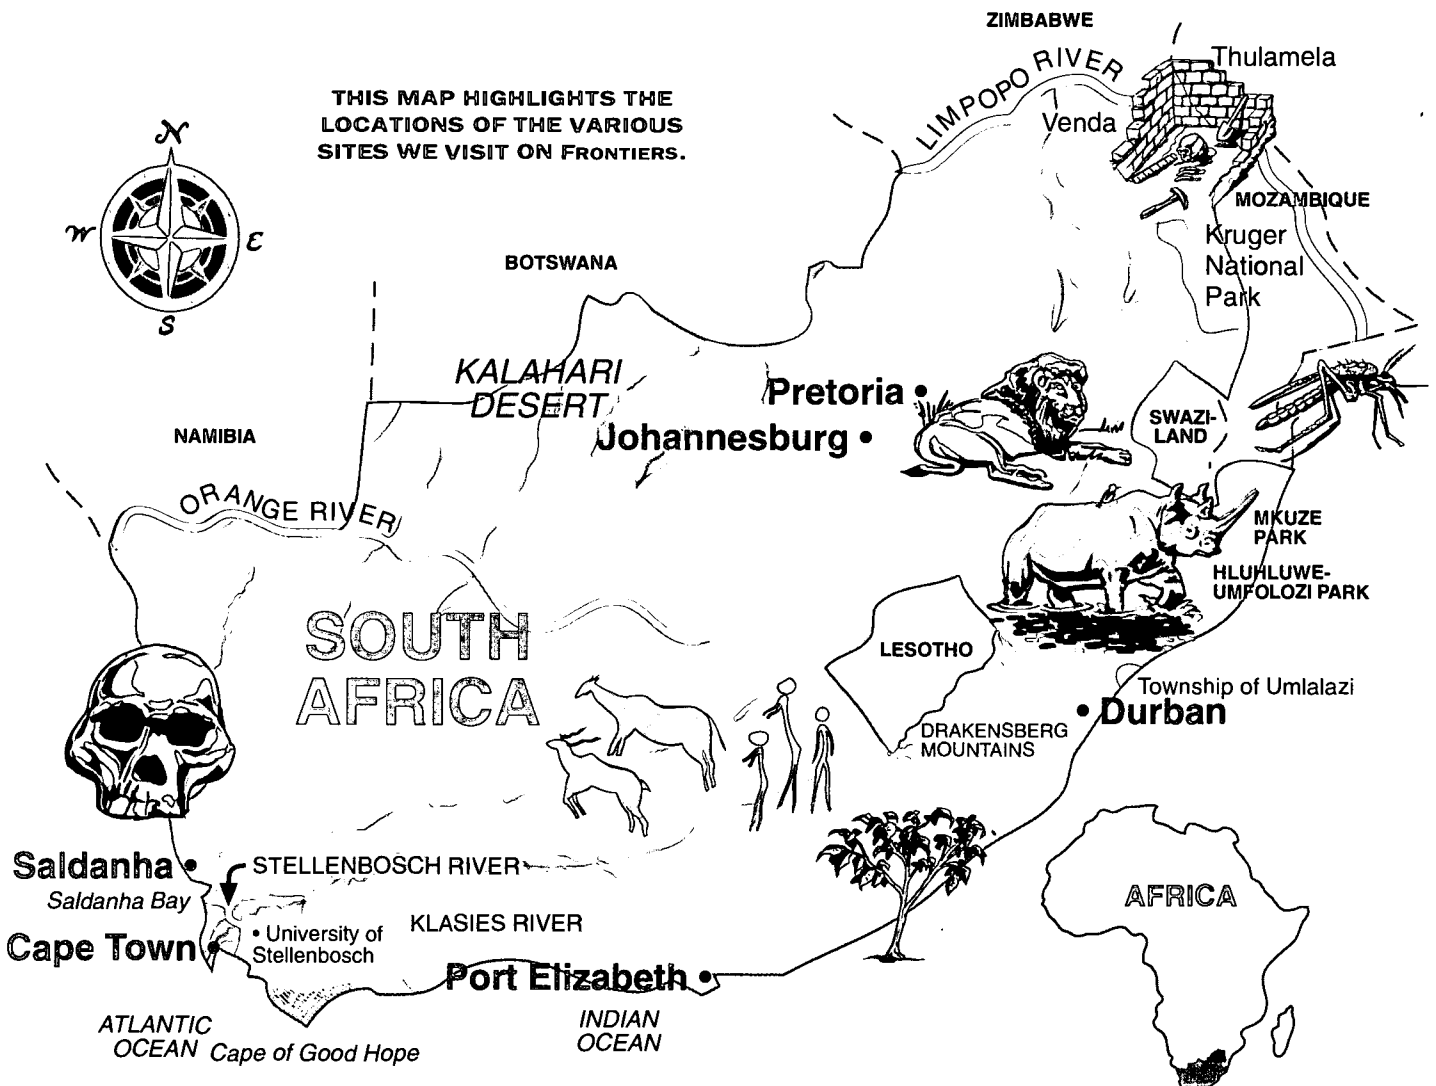 ZIMBABWE
THIS MAP HIGHLIGHTS THE
LOCATIONS OF THE VARIOUS
SITES WE VISIT ON FRONTIERS.
LIMPOPO RIVER
Thulamela
Venda
N
W
E
S
MOZAMBIQUE
Kruger
National
Park
BOTSWANA
KALAHARI
DESERT
Pretoria
Johannesburg
SWAZI-
LAND
NAMIBIA
ORANGE RIVER
MKUZE
PARK
HLUHLUWE-
UMFOLOZI PARK
SOUTH
AFRICA
LESOTHO
Township of Umlalazi
Durban
DRAKENSBERG
MOUNTAINS
Saldanha
Saldanha Bay
STELLENBOSCH RIVER
AFRICA
Cape Town
• University of
Stellenbosch
KLASIES RIVER
Port Elizabeth
ATLANTIC
OCEAN
Cape of Good Hope
INDIAN
OCEAN